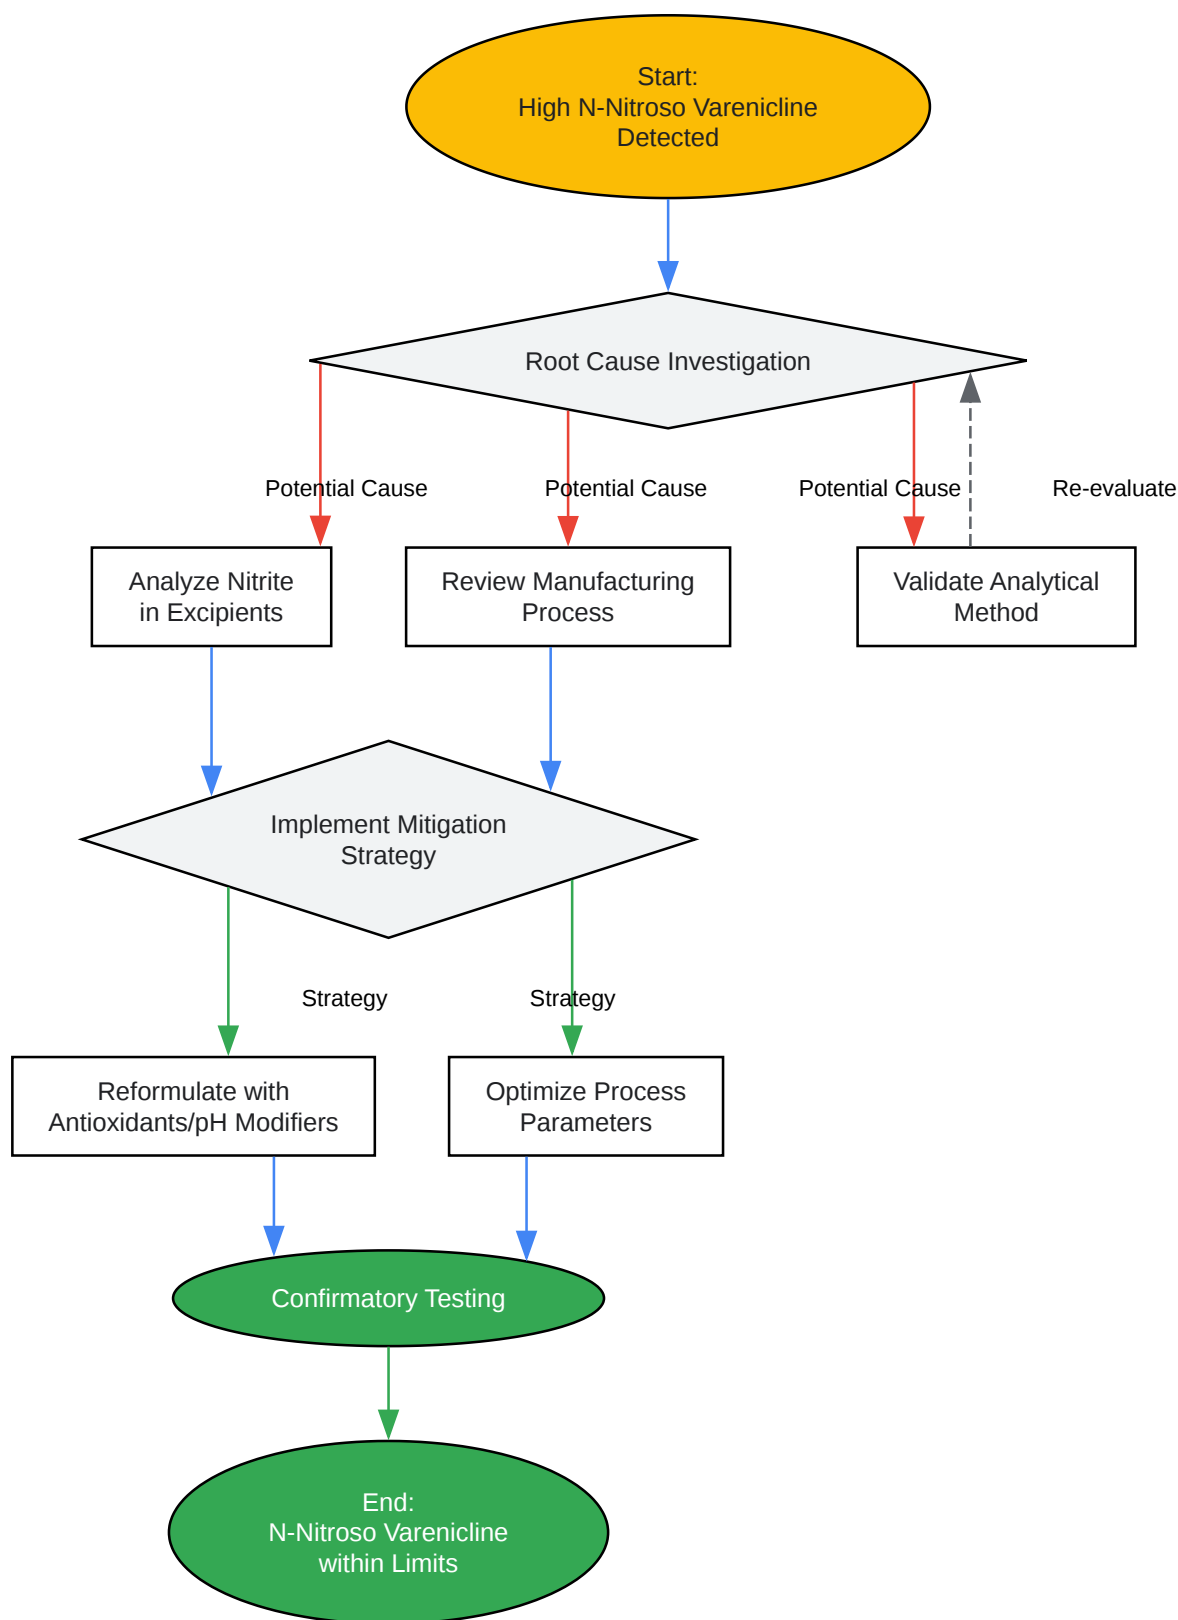 Start:
High N-Nitroso Varenicline
Detected
Root Cause Investigation
Potential Cause
Potential Cause
Potential Cause
Re-evaluate
Analyze Nitrite
in Excipients
Review Manufacturing
Process
Validate Analytical
Method
Implement Mitigation
Strategy
Strategy
Strategy
Reformulate with
Antioxidants/pH Modifiers
Optimize Process
Parameters
Confirmatory Testing
End:
N-Nitroso Varenicline
within Limits